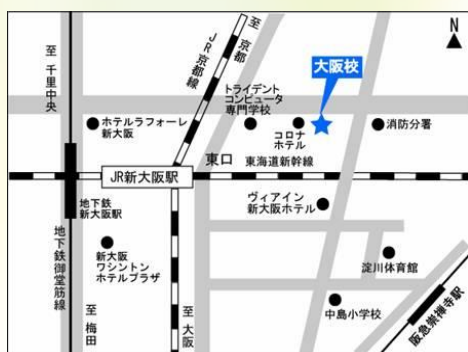 至 千里中央
JR京都線
至 京都
大阪校
N
トライデント
コンピュータ
専門学校
ホテルラフォーレ
新大阪
コロナ
ホテル
消防分署
東口
東海道新幹線
JR新大阪駅
地下鉄
新大阪駅
ヴィアイン
新大阪ホテル
地下鉄御堂筋線
新大阪
ワシントン
ホテルプラザ
淀川体育館
中島小学校
阪急崇禅寺駅
至 梅田
至 大阪